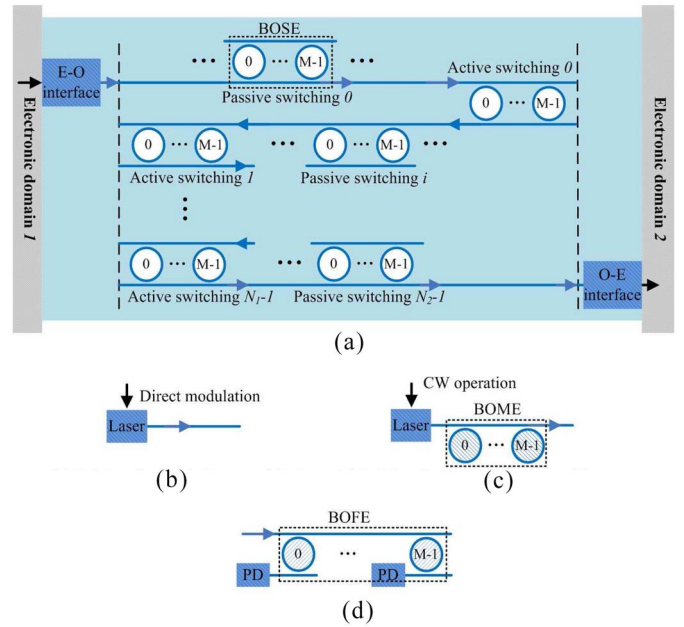 (a)
BOSE
0 ... M-1
Active switching 0
E-O
interface
Passive switching 0
0 ... M-1
Electronic domain 1
Electronic domain 2
0 ... M-1
0 ... M-1
Active switching 1
Passive switching i
0 ... M-1
0 ... M-1
O-E
interface
Active switching N₁-1
Passive switching N₂-1
(a)
Direct modulation
Laser
(b)
CW operation
BOME
Laser
0 ... M-1
(c)
BOFE
0 ... M-1
PD
PD
(d)